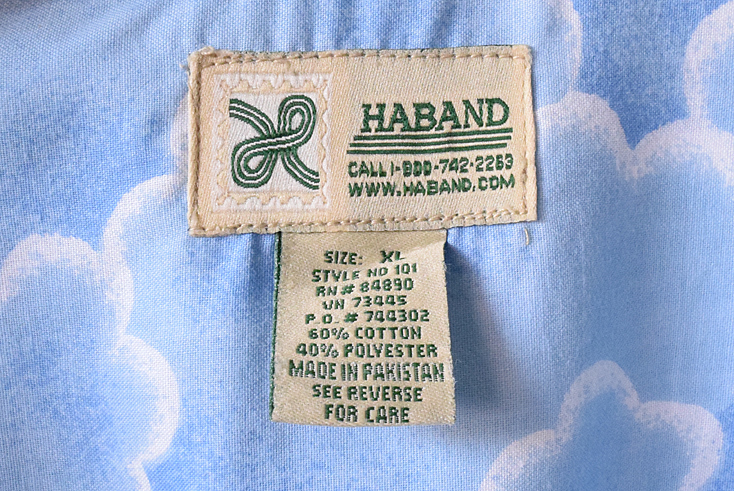 HABAND
CALL 1-800-742-2263
WWW.HABAND.COM
SIZE: XL
STYLE NO 101
RN # 84890
VN 73445
P.O. # 744302
60% COTTON
40% POLYESTER
MADE IN PAKISTAN
SEE REVERSE
FOR CARE